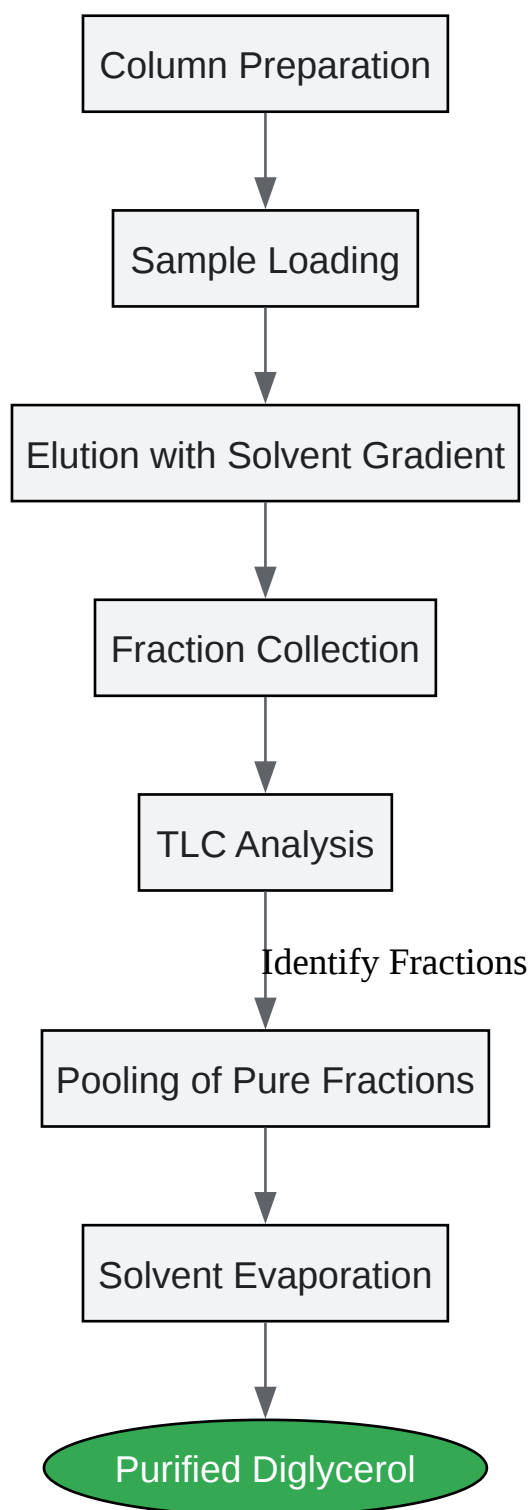 Column Preparation
Sample Loading
Elution with Solvent Gradient
Fraction Collection
TLC Analysis
Identify Fractions
Pooling of Pure Fractions
Solvent Evaporation
Purified Diglycerol